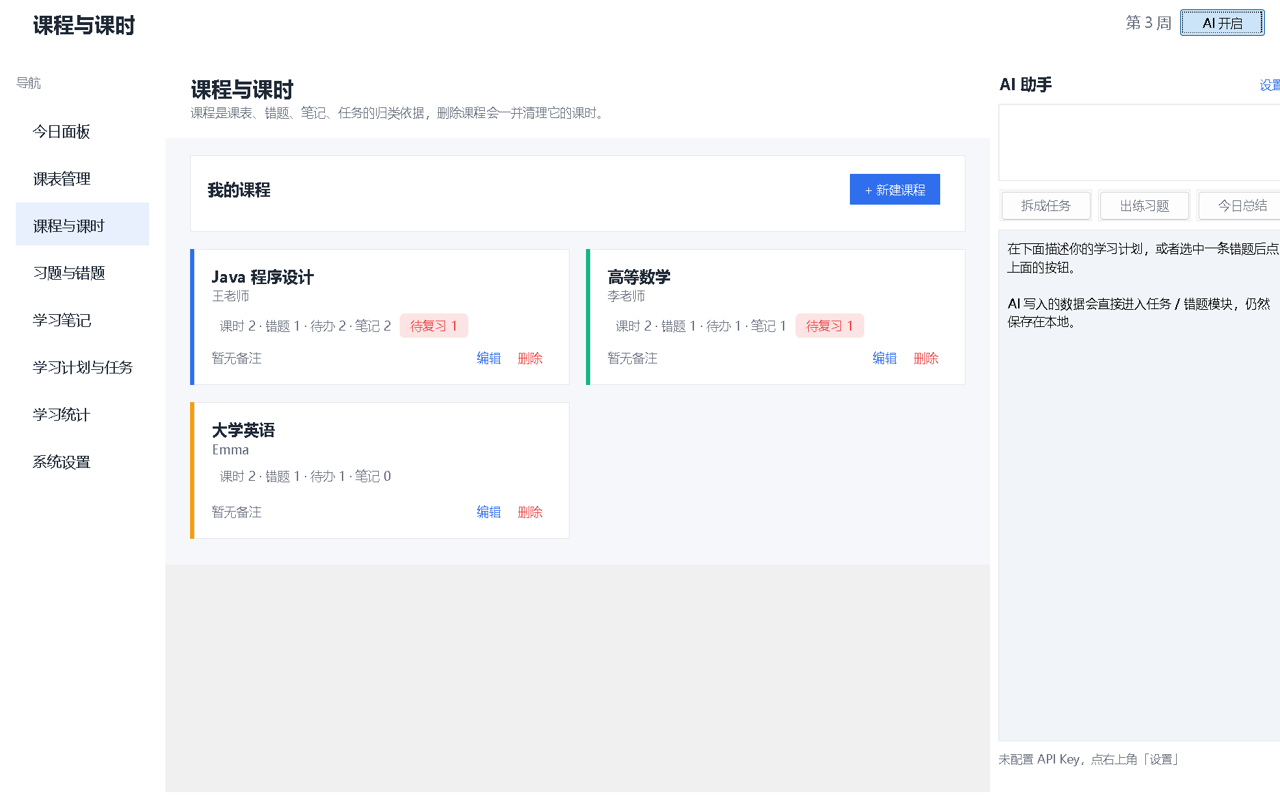 课程与课时
第 3 周
AI 开启
导航
今日面板
课表管理
课程与课时
习题与错题
学习笔记
学习计划与任务
学习统计
系统设置
课程与课时
课程是课表、错题、笔记、任务的归类依据，删除课程会一并清理它的课时。
我的课程
+ 新建课程
Java 程序设计
王老师
课时 2 · 错题 1 · 待办 2 · 笔记 2
待复习 1
暂无备注
编辑
删除
高等数学
李老师
课时 2 · 错题 1 · 待办 1 · 笔记 1
待复习 1
暂无备注
编辑
删除
大学英语
Emma
课时 2 · 错题 1 · 待办 1 · 笔记 0
暂无备注
编辑
删除
AI 助手
设置
拆成任务
出练习题
今日总结
在下面描述你的学习计划，或者选中一条错题后点
上面的按钮。
AI 写入的数据会直接进入任务 / 错题模块，仍然
保存在本地。
未配置 API Key，点右上角「设置」